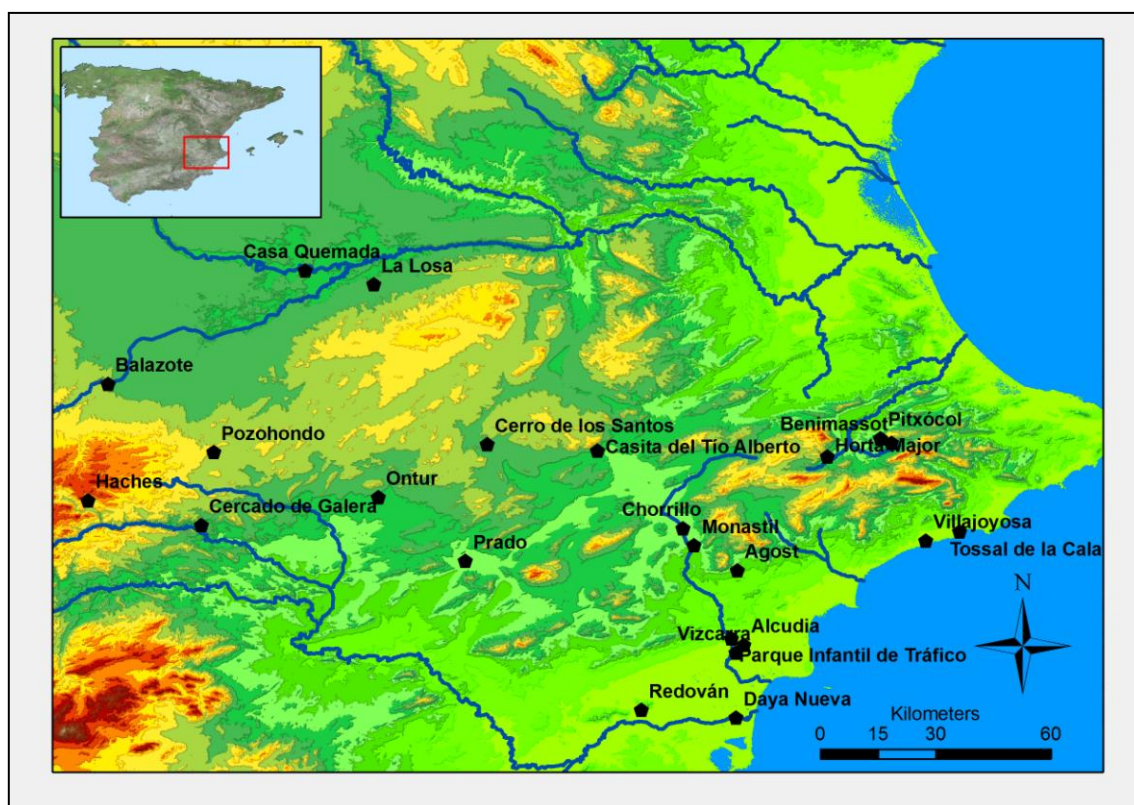 Casa Quemada
La Losa
Balazote
Pozohondo
Cerro de los Santos
Casita del Tío Alberto
Benimassot
Pitxócol
Horta Major
Haches
Cercado de Galera
Ontur
Prado
Chorrillo
Monastil
Agost
Villajoyosa
Tossal de la Cala
Vizcarra
Alcudia
Parque Infantil de Tráfico
Redován
Daya Nueva
N
Kilometers
0 15 30 60